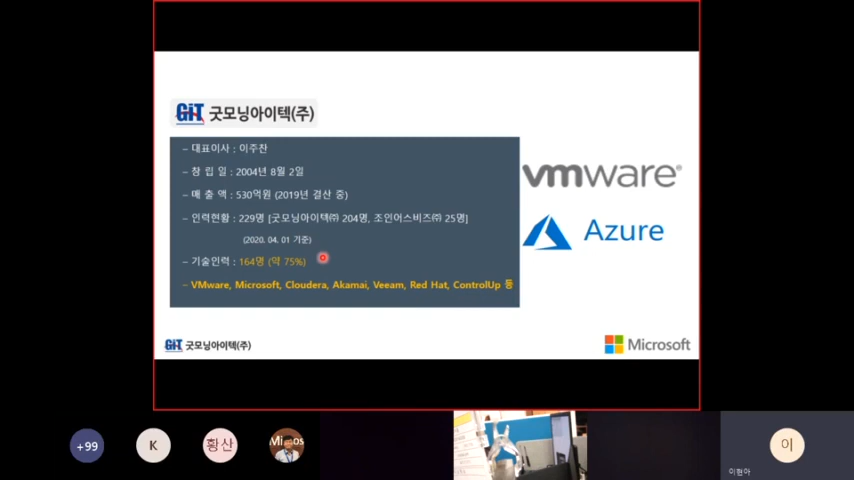 GIT 굿모닝아이텍(주)
– 대표이사 : 이주찬
– 창 립 일 : 2004년 8월 2일
– 매 출 액 : 530억원 (2019년 결산 중)
– 인력현황 : 229명 [굿모닝아이텍㈜ 204명, 조인어스비즈㈜ 25명]
(2020. 04. 01 기준)
– 기술인력 : 164명 (약 75%)
– VMware, Microsoft, Cloudera, Akamai, Veeam, Red Hat, ControlUp 등
vmware®
Azure
GIT 굿모닝아이텍(주)
Microsoft
+99
K
황산
이
이현아